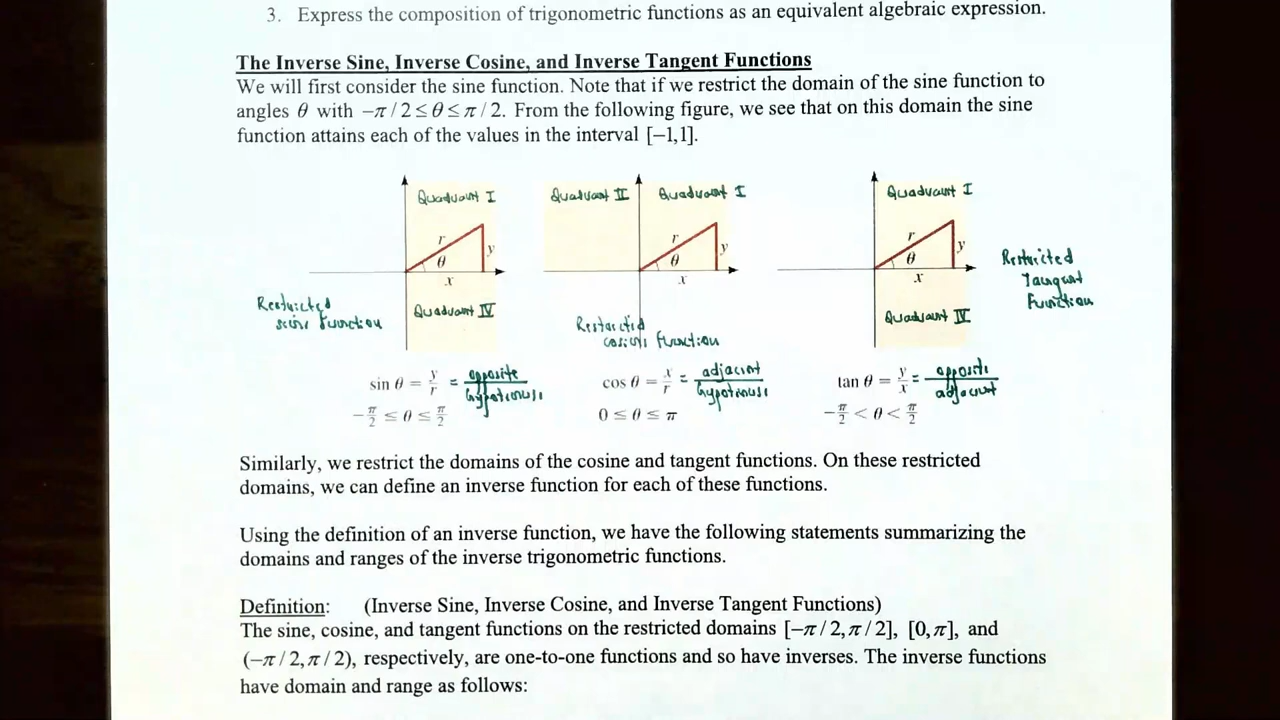 3. Express the composition of trigonometric functions as an equivalent algebraic expression.
The Inverse Sine, Inverse Cosine, and Inverse Tangent Functions
We will first consider the sine function. Note that if we restrict the domain of the sine function to
angles θ with −π/2 ≤ θ ≤ π/2. From the following figure, we see that on this domain the sine
function attains each of the values in the interval [−1,1].
Quadrant I
r
y
θ
x
Quadrant IV
Restricted
sine function
sin θ = y/r = opposite/hypotenuse
−π/2 ≤ θ ≤ π/2
Quadrant II Quadrant I
r
y
θ
x
Restricted
cosine function
cos θ = x/r = adjacent/hypotenuse
0 ≤ θ ≤ π
Quadrant I
r
y
θ
x
Quadrant IV
Restricted
Tangent
Function
tan θ = y/x = opposite/adjacent
−π/2 < θ < π/2
Similarly, we restrict the domains of the cosine and tangent functions. On these restricted
domains, we can define an inverse function for each of these functions.
Using the definition of an inverse function, we have the following statements summarizing the
domains and ranges of the inverse trigonometric functions.
Definition: (Inverse Sine, Inverse Cosine, and Inverse Tangent Functions)
The sine, cosine, and tangent functions on the restricted domains [−π/2,π/2], [0,π], and
(−π/2,π/2), respectively, are one-to-one functions and so have inverses. The inverse functions
have domain and range as follows: